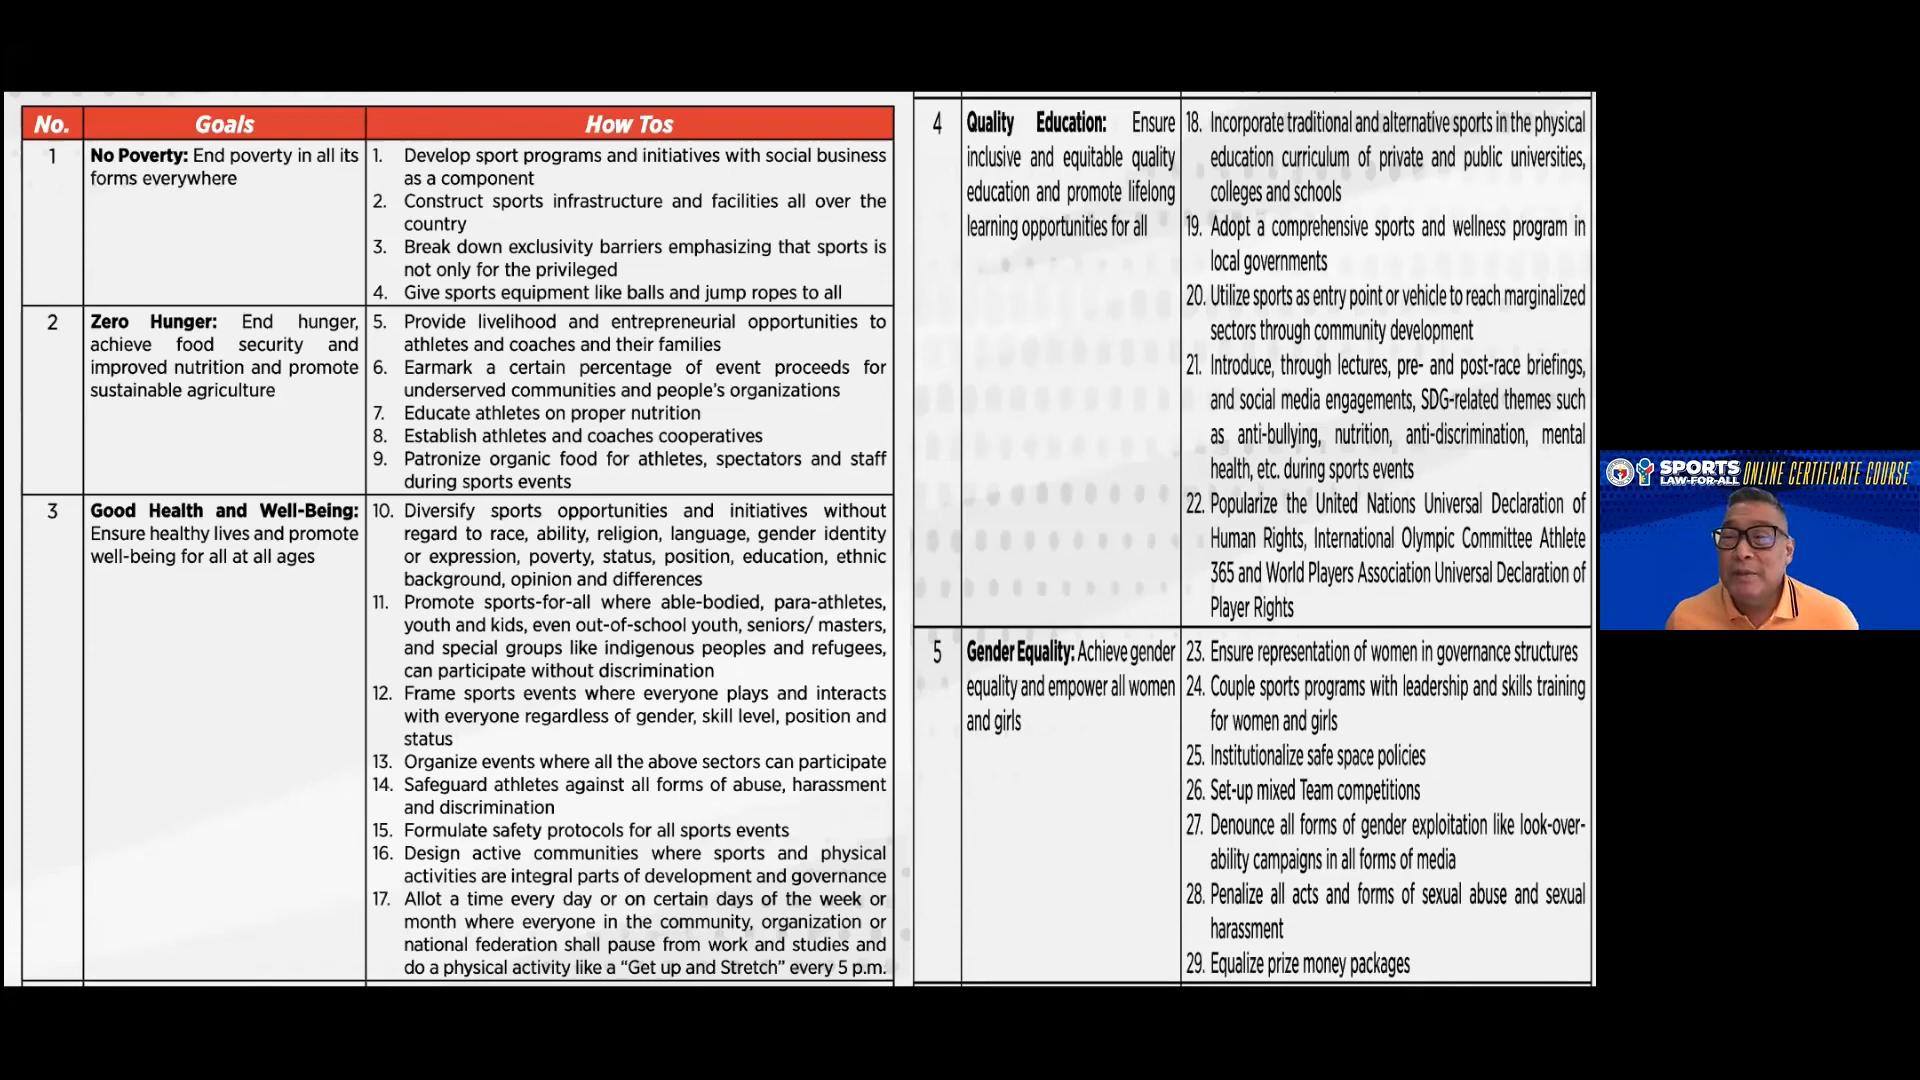 No. Goals How Tos
1 No Poverty: End poverty in all its
forms everywhere
1. Develop sport programs and initiatives with social business
as a component
2. Construct sports infrastructure and facilities all over the
country
3. Break down exclusivity barriers emphasizing that sports is
not only for the privileged
4. Give sports equipment like balls and jump ropes to all
2 Zero Hunger: End hunger,
achieve food security and
improved nutrition and promote
sustainable agriculture
5. Provide livelihood and entrepreneurial opportunities to
athletes and coaches and their families
6. Earmark a certain percentage of event proceeds for
underserved communities and people's organizations
7. Educate athletes on proper nutrition
8. Establish athletes and coaches cooperatives
9. Patronize organic food for athletes, spectators and staff
during sports events
3 Good Health and Well-Being:
Ensure healthy lives and promote
well-being for all at all ages
10. Diversify sports opportunities and initiatives without
regard to race, ability, religion, language, gender identity
or expression, poverty, status, position, education, ethnic
background, opinion and differences
11. Promote sports-for-all where able-bodied, para-athletes,
youth and kids, even out-of-school youth, seniors/ masters,
and special groups like indigenous peoples and refugees,
can participate without discrimination
12. Frame sports events where everyone plays and interacts
with everyone regardless of gender, skill level, position and
status
13. Organize events where all the above sectors can participate
14. Safeguard athletes against all forms of abuse, harassment
and discrimination
15. Formulate safety protocols for all sports events
16. Design active communities where sports and physical
activities are integral parts of development and governance
17. Allot a time every day or on certain days of the week or
month where everyone in the community, organization or
national federation shall pause from work and studies and
do a physical activity like a “Get up and Stretch” every 5 p.m.
4 Quality Education: Ensure
inclusive and equitable quality
education and promote lifelong
learning opportunities for all
18. Incorporate traditional and alternative sports in the physical
education curriculum of private and public universities,
colleges and schools
19. Adopt a comprehensive sports and wellness program in
local governments
20. Utilize sports as entry point or vehicle to reach marginalized
sectors through community development
21. Introduce, through lectures, pre- and post-race briefings,
and social media engagements, SDG-related themes such
as anti-bullying, nutrition, anti-discrimination, mental
health, etc. during sports events
22. Popularize the United Nations Universal Declaration of
Human Rights, International Olympic Committee Athlete
365 and World Players Association Universal Declaration of
Player Rights
5 Gender Equality: Achieve gender
equality and empower all women
and girls
23. Ensure representation of women in governance structures
24. Couple sports programs with leadership and skills training
for women and girls
25. Institutionalize safe space policies
26. Set-up mixed Team competitions
27. Denounce all forms of gender exploitation like look-over-
ability campaigns in all forms of media
28. Penalize all acts and forms of sexual abuse and sexual
harassment
29. Equalize prize money packages
SPORTS
LAW-FOR-ALL
ONLINE CERTIFICATE COURSE